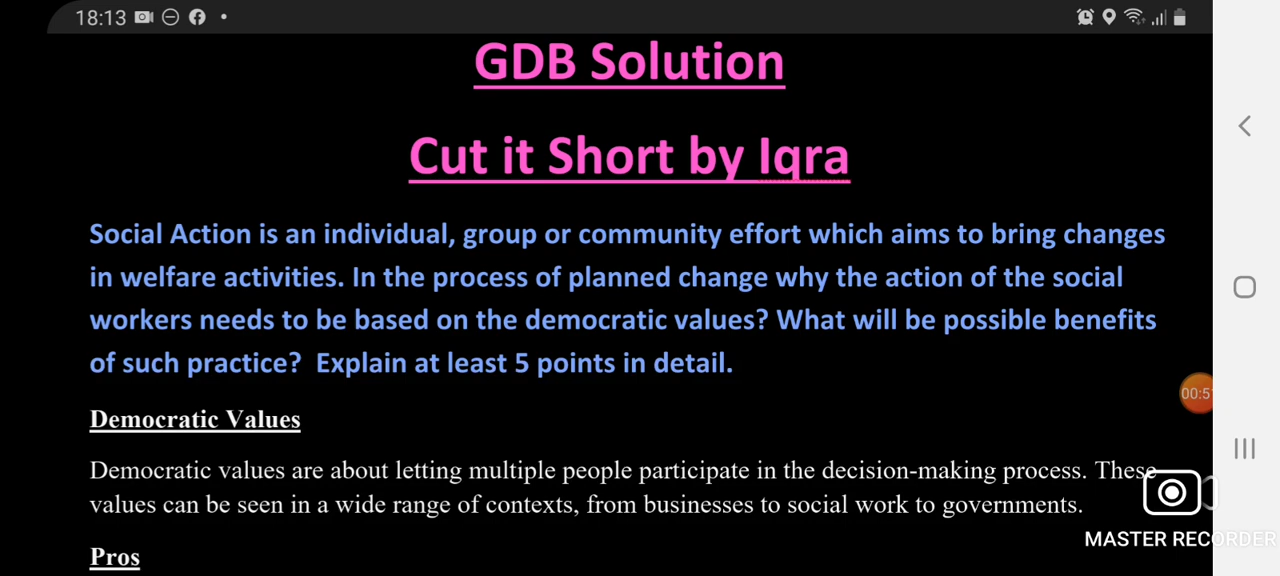 18:13
GDB Solution
Cut it Short by Iqra
Social Action is an individual, group or community effort which aims to bring changes
in welfare activities. In the process of planned change why the action of the social
workers needs to be based on the democratic values? What will be possible benefits
of such practice?  Explain at least 5 points in detail.
00:51
Democratic Values
Democratic values are about letting multiple people participate in the decision-making process. These
values can be seen in a wide range of contexts, from businesses to social work to governments.
MASTER RECORDER
Pros